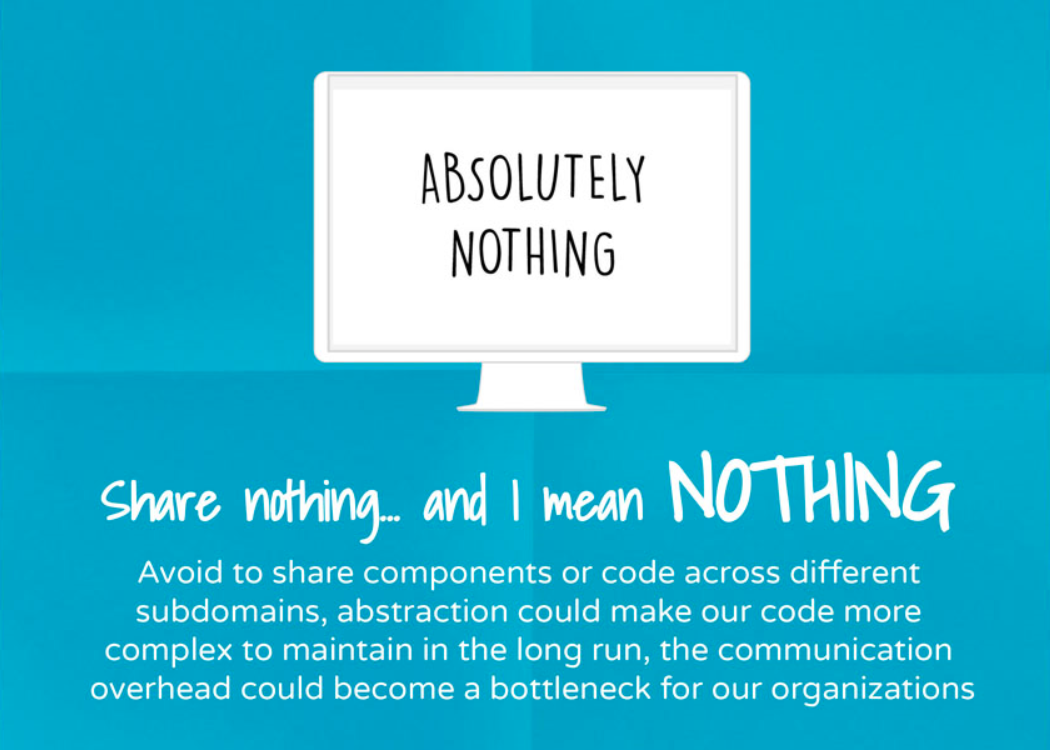 ABSOLUTELY
NOTHING
Share nothing... and I mean NOTHING
Avoid to share components or code across different
subdomains, abstraction could make our code more
complex to maintain in the long run, the communication
overhead could become a bottleneck for our organizations